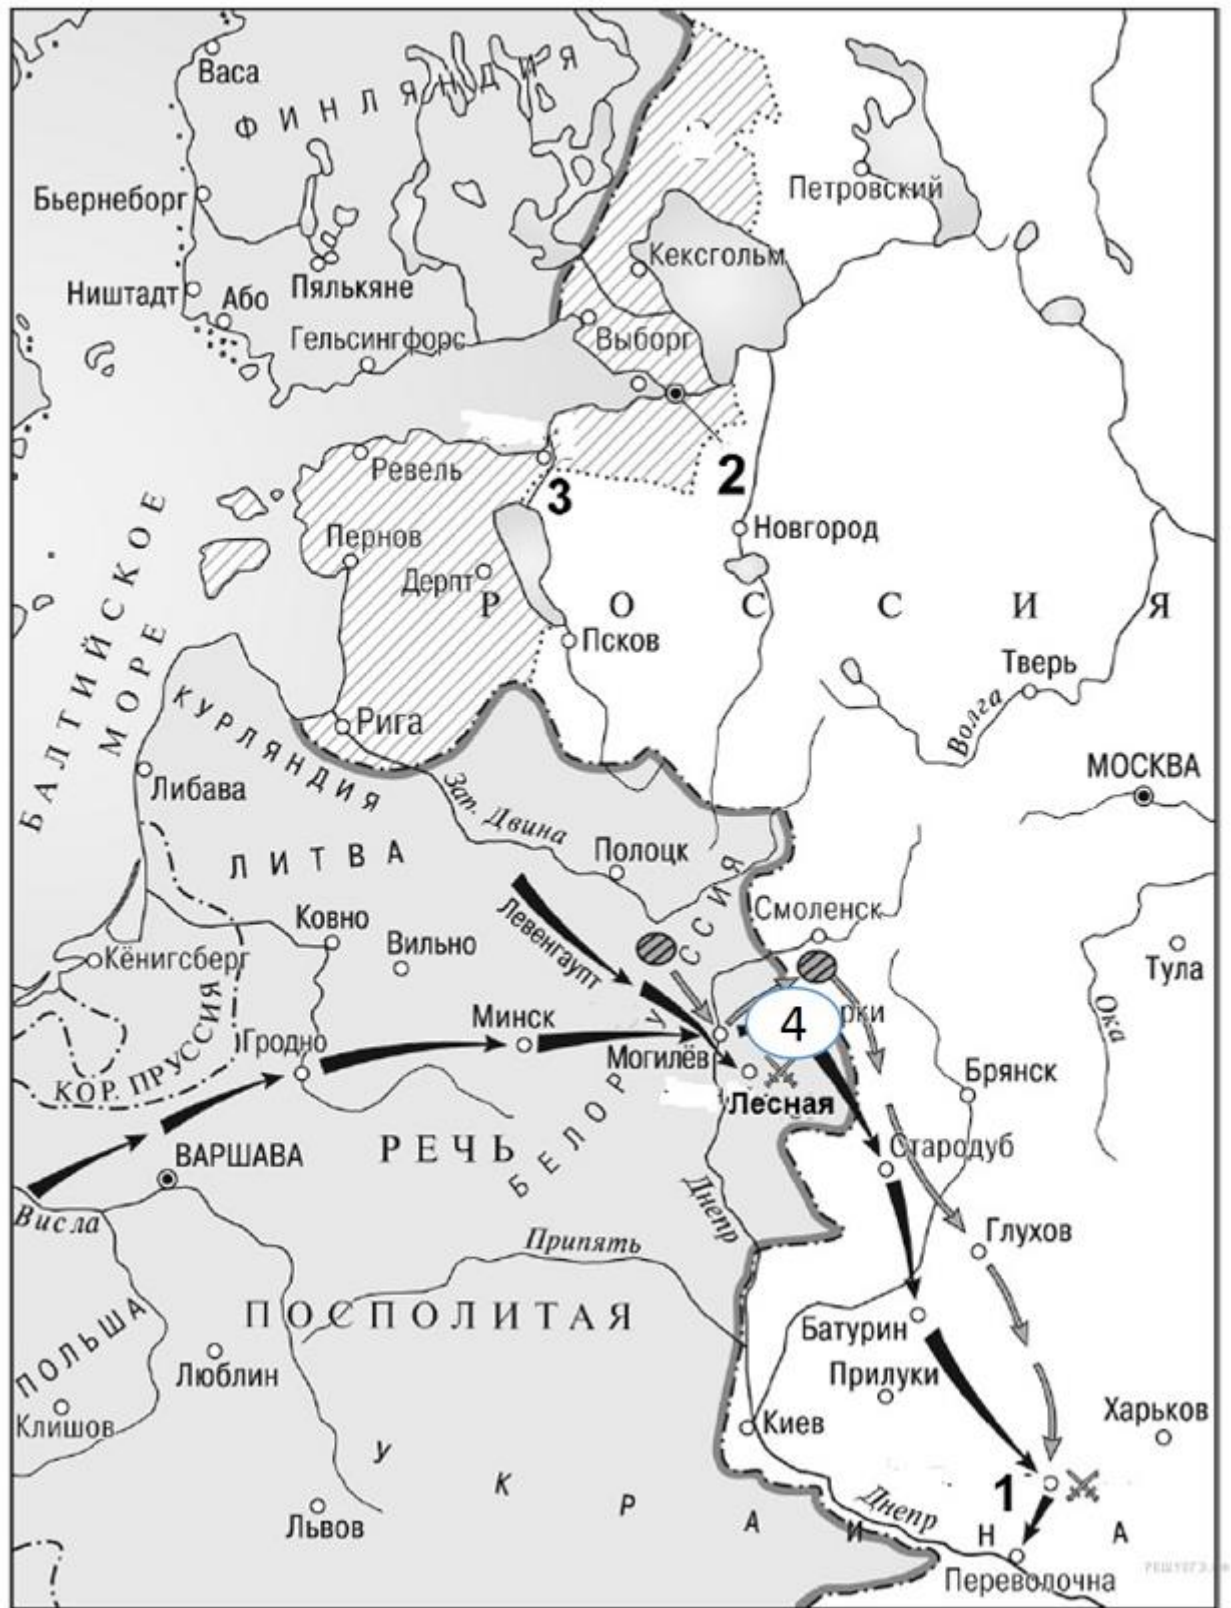 Васа
ФИНЛЯНДИЯ
Бьернеборг
Петровский
Кексгольм
Ништадт
Або
Пялькяне
Гельсингфорс
Выборг
Ревель
3
2
Новгород
Пернов
Дерпт
РОССИЯ
Псков
БАЛТИЙСКОЕ
МОРЕ
Тверь
Волга
КУРЛЯНДИЯ
Рига
МОСКВА
Либава
Зап. Двина
ЛИТВА
Полоцк
Смоленск
Ковно
Вильно
Левенгаупт
Кёнигсберг
Тула
Ока
КОР. ПРУССИЯ
Гродно
Минск
4
рки
Могилёв
БЕЛОРУССИЯ
Лесная
Брянск
ВАРШАВА
РЕЧЬ
Стародуб
Висла
Днепр
Глухов
Припять
ПОСПОЛИТАЯ
ПОЛЬША
Батурин
Люблин
Прилуки
Клишов
Киев
Харьков
1
Львов
УКРАИНА
Днепр
Переволочна